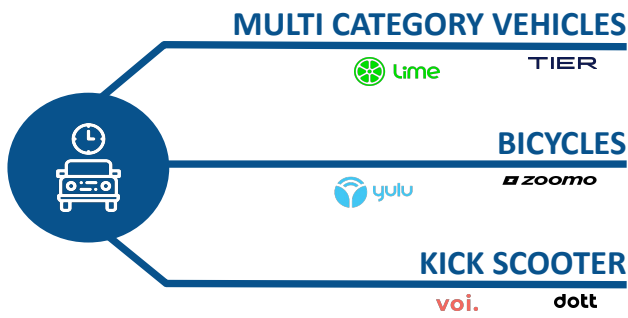 MULTI CATEGORY VEHICLES
Lime TIER
BICYCLES
yulu zoomo
KICK SCOOTER
voi. dott